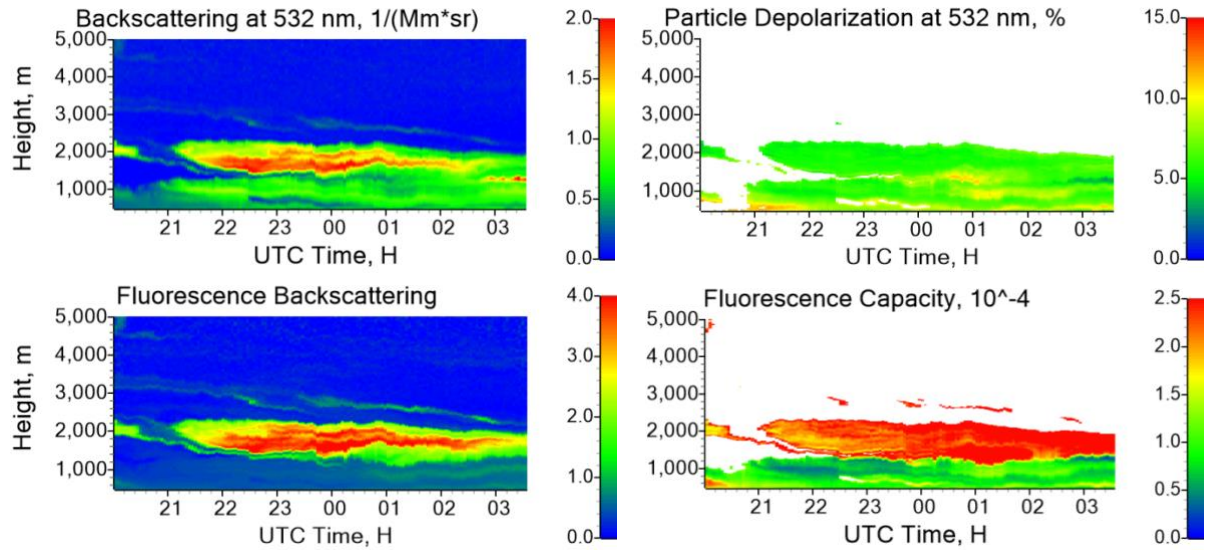 Backscattering at 532 nm, 1/(Mm*sr)
5,000
4,000
3,000
2,000
1,000
Height, m
21 22 23 00 01 02 03
UTC Time, H
2.0
1.5
1.0
0.5
0.0
Particle Depolarization at 532 nm, %
5,000
4,000
3,000
2,000
1,000
21 22 23 00 01 02 03
UTC Time, H
15.0
10.0
5.0
0.0
Fluorescence Backscattering
5,000
4,000
3,000
2,000
1,000
Height, m
21 22 23 00 01 02 03
UTC Time, H
4.0
3.0
2.0
1.0
0.0
Fluorescence Capacity, 10^-4
5,000
4,000
3,000
2,000
1,000
21 22 23 00 01 02 03
UTC Time, H
2.5
2.0
1.5
1.0
0.5
0.0